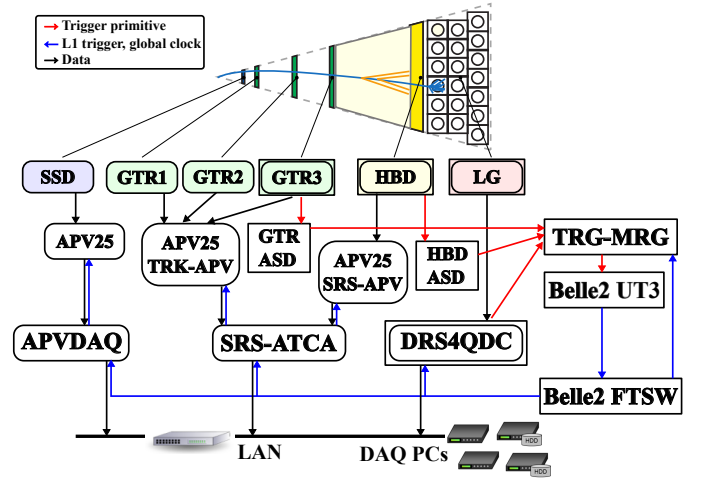 Trigger primitive
L1 trigger, global clock
Data
SSD
GTR1
GTR2
GTR3
HBD
LG
APV25
APV25
TRK-APV
GTR
ASD
APV25
SRS-APV
HBD
ASD
TRG-MRG
Belle2 UT3
APVDAQ
SRS-ATCA
DRS4QDC
Belle2 FTSW
LAN
DAQ PCs
HDD
HDD